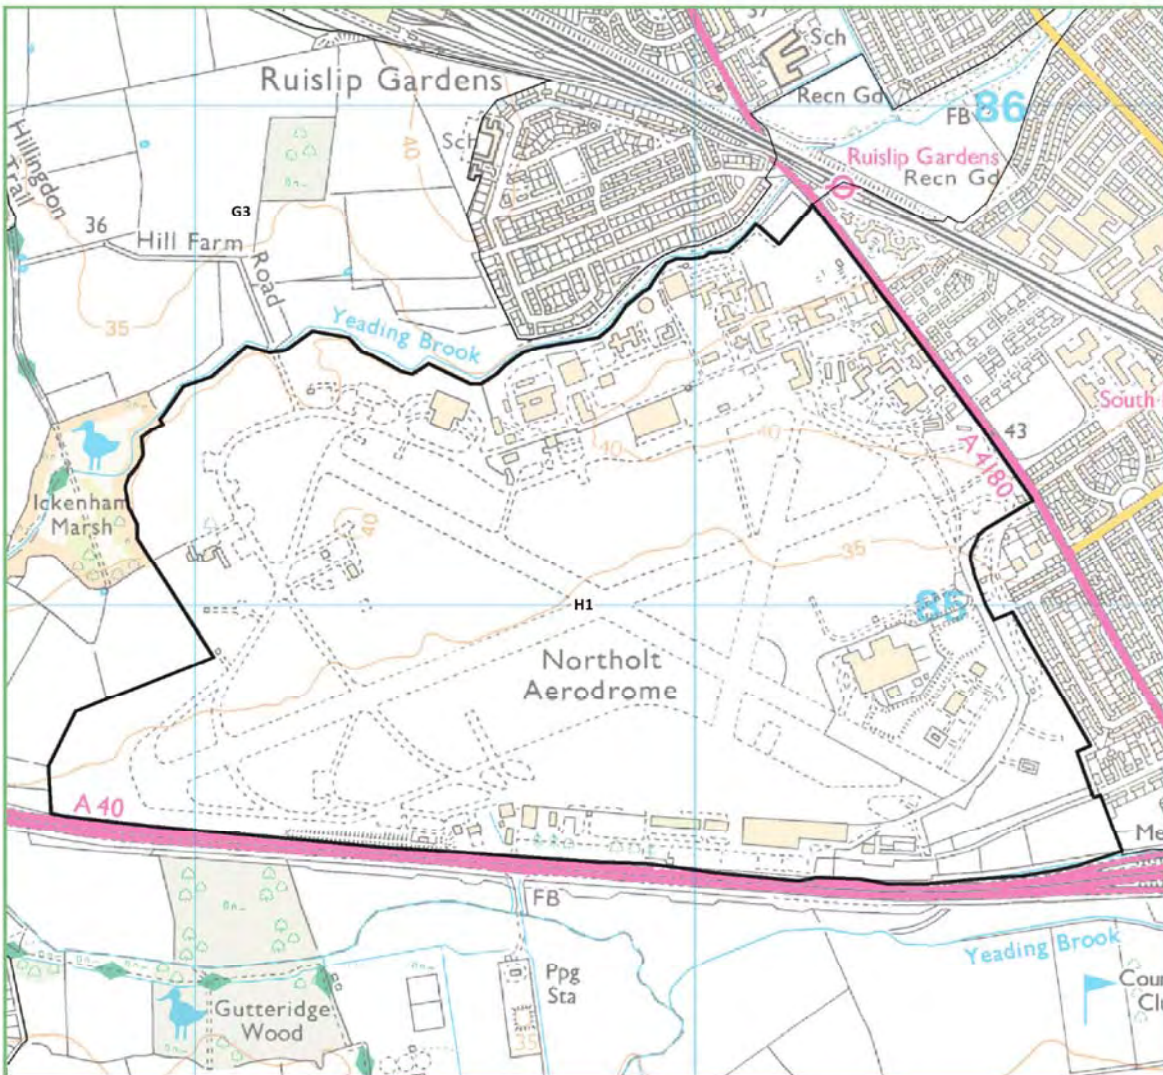 37
Sch
Ruislip Gardens
Recn Gd
86
FB
Hillingdon
Trail
40
Sch
Ruislip Gardens
Recn Gd
G3
36
Hill Farm
Road
35
Yeading Brook
South
43
A 4180
40
40
Ickenham
Marsh
40
35
H1
85
Northolt
Aerodrome
A 40
FB
Yeading Brook
Ppg
Sta
Gutteridge
Wood
35